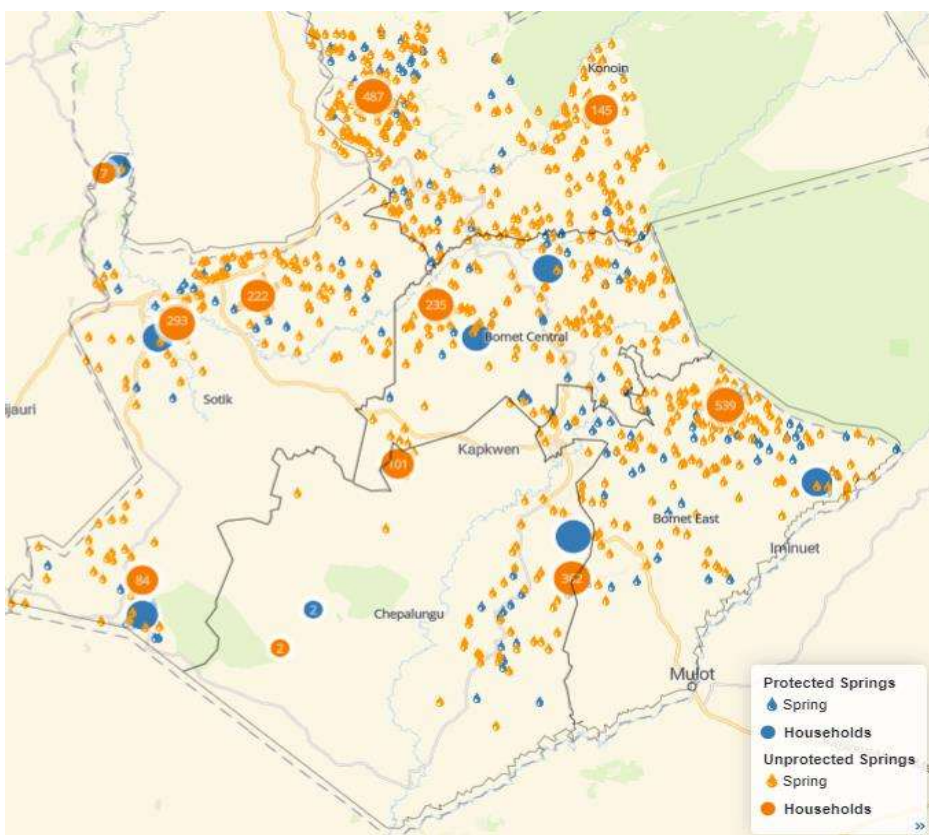 Konoin
487
145
7
222
235
293
Bomet Central
Sotik
ijauri
539
Kapkwen
101
Bomet East
Iminuet
84
362
2
Chepalungu
2
Mulot
Protected Springs
Spring
Households
Unprotected Springs
Spring
Households
»